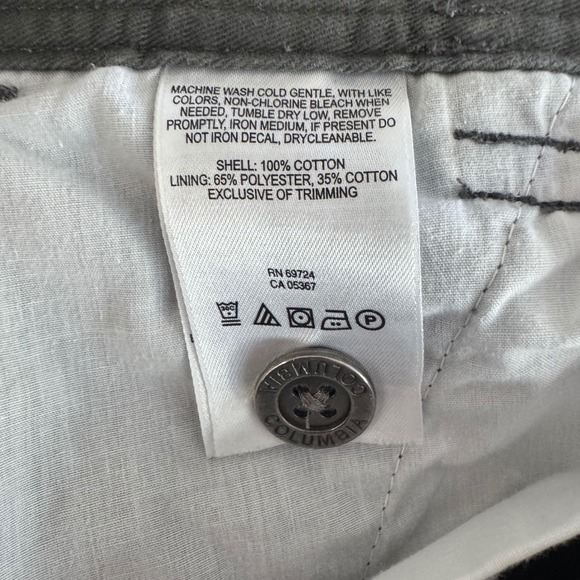 MACHINE WASH COLD GENTLE, WITH LIKE
COLORS, NON-CHLORINE BLEACH WHEN
NEEDED, TUMBLE DRY LOW, REMOVE
PROMPTLY, IRON MEDIUM, IF PRESENT DO
NOT IRON DECAL, DRYCLEANABLE.
SHELL: 100% COTTON
LINING: 65% POLYESTER, 35% COTTON
EXCLUSIVE OF TRIMMING
RN 69724
CA 05367
P
COLUMBIA
COLUMBIA